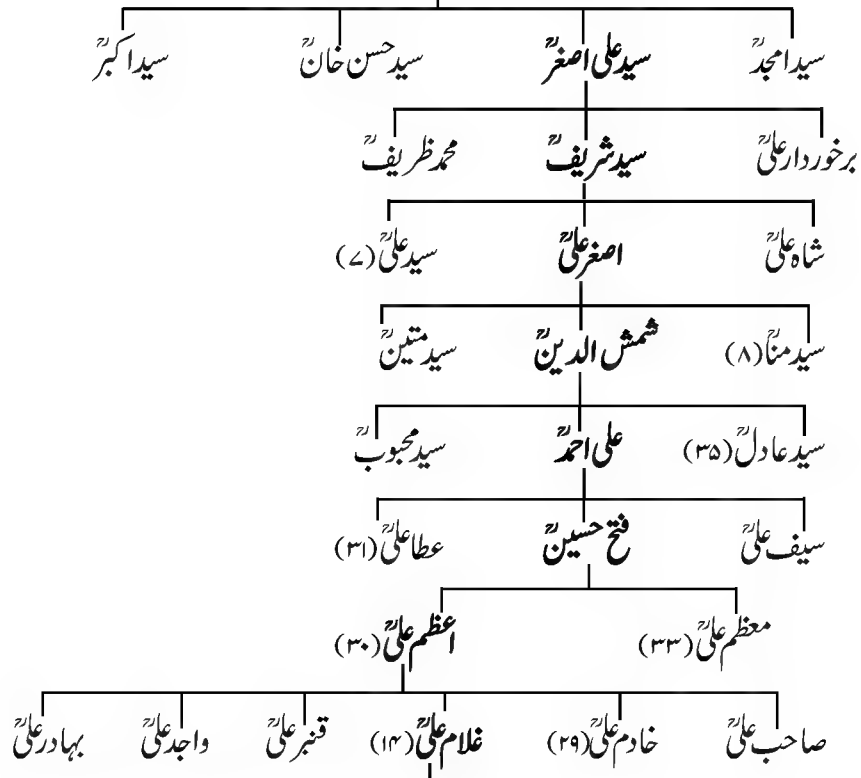 سید امجدؒ سید علی اصغرؒ سید حسن خانؒ سید اکبرؒ
برخوردار علیؒ سید شریفؒ محمد ظریفؒ
شاہ علیؒ اصغر علیؒ سید علیؒ (۷)
سید مناؒ (۸) شمش الدینؒ سید متینؒ
سید عادلؒ (۳۵) علی احمدؒ سید محبوبؒ
سیف علیؒ فتح حسینؒ عطا علیؒ (۳۱)
معظم علیؒ (۳۳) اعظم علیؒ (۳۰)
صاحب علیؒ خادم علیؒ (۲۹) غلام علیؒ (۱۴) قنبر علیؒ واجد علیؒ بہادر علیؒ